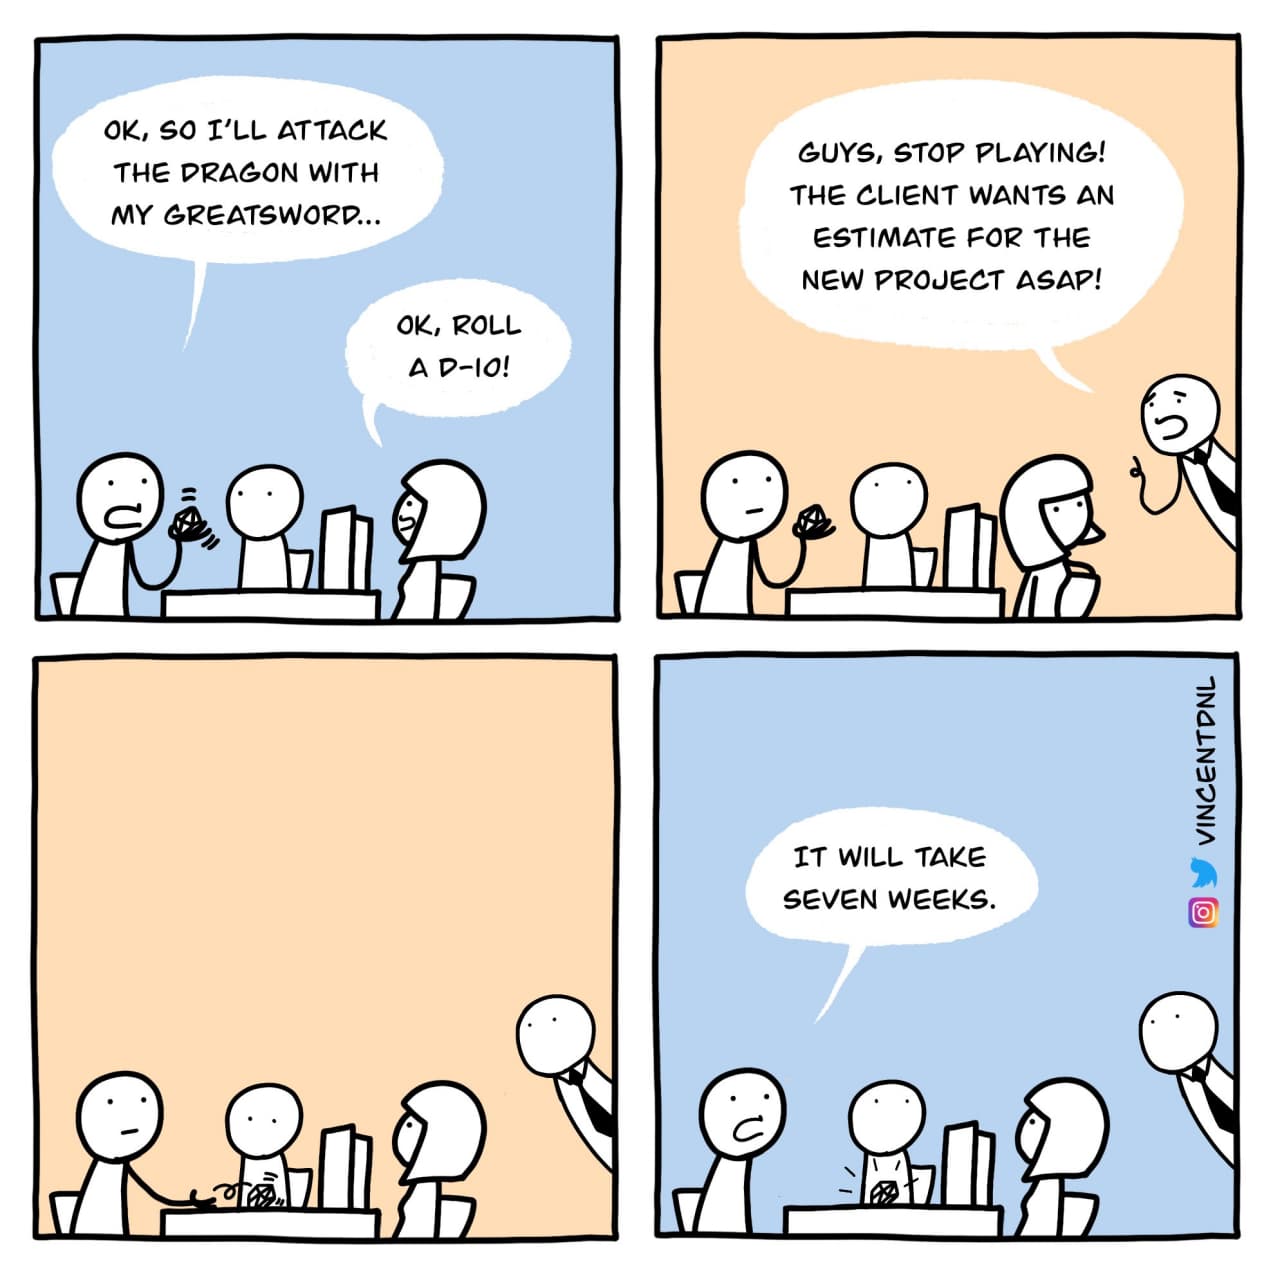 OK, SO I'LL ATTACK
THE DRAGON WITH
MY GREATSWORD...
OK, ROLL
A D-10!
GUYS, STOP PLAYING!
THE CLIENT WANTS AN
ESTIMATE FOR THE
NEW PROJECT ASAP!
IT WILL TAKE
SEVEN WEEKS.
VINCENTDNL